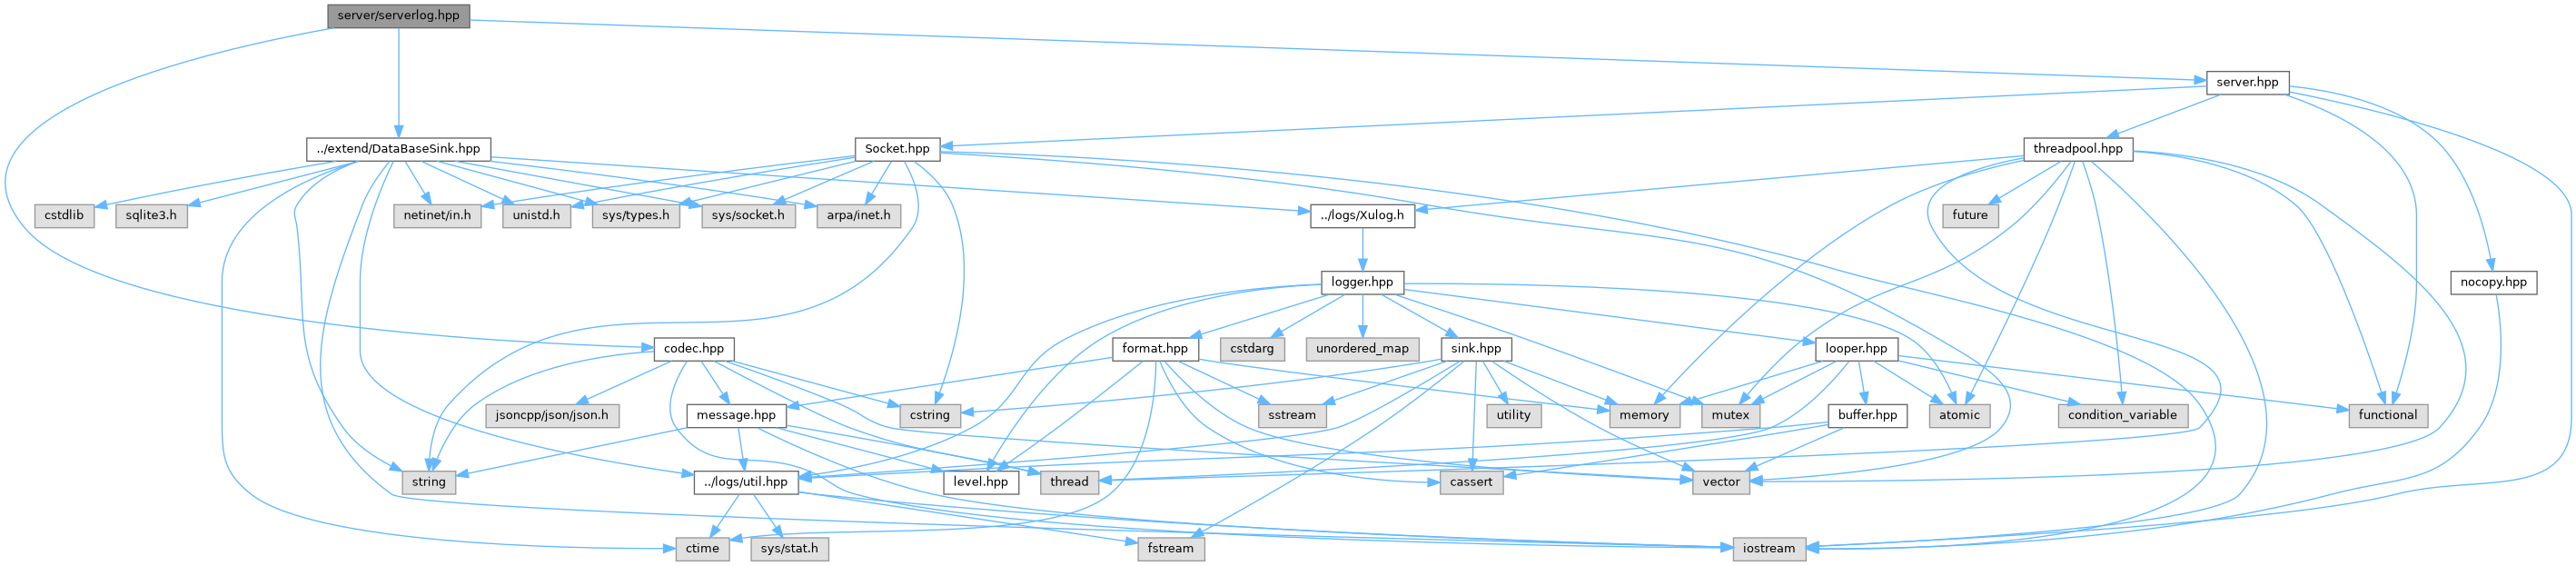 server/serverlog.hpp
server.hpp
../extend/DataBaseSink.hpp
Socket.hpp
threadpool.hpp
cstdlib
sqlite3.h
netinet/in.h
unistd.h
sys/types.h
sys/socket.h
arpa/inet.h
../logs/Xulog.h
future
logger.hpp
nocopy.hpp
codec.hpp
format.hpp
cstdarg
unordered_map
sink.hpp
looper.hpp
jsoncpp/json/json.h
message.hpp
cstring
sstream
utility
memory
mutex
buffer.hpp
atomic
condition_variable
functional
string
../logs/util.hpp
level.hpp
thread
cassert
vector
ctime
sys/stat.h
fstream
iostream